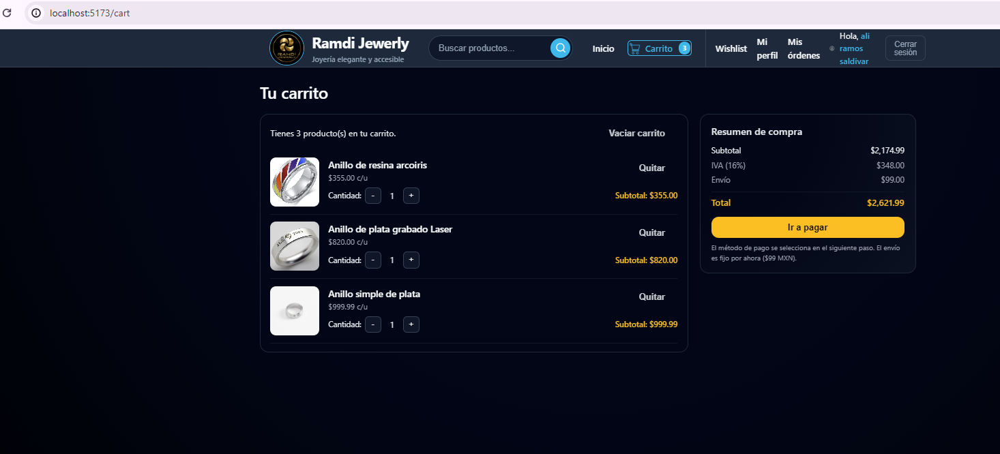 localhost:5173/cart
RAMDI
JEWERLY
Ramdi Jewerly
Joyería elegante y accesible
Buscar productos...
Inicio
Carrito 3
Wishlist
Mi perfil
Mis órdenes
Hola, ali ramos saldivar
Cerrar sesión
Tu carrito
Tienes 3 producto(s) en tu carrito.
Vaciar carrito
Anillo de resina arcoiris
Quitar
$355.00 c/u
Cantidad: - 1 +
Subtotal: $355.00
Anillo de plata grabado Laser
Quitar
$820.00 c/u
Cantidad: - 1 +
Subtotal: $820.00
Anillo simple de plata
Quitar
$999.99 c/u
Cantidad: - 1 +
Subtotal: $999.99
Resumen de compra
Subtotal $2,174.99
IVA (16%) $348.00
Envío $99.00
Total $2,621.99
Ir a pagar
El método de pago se selecciona en el siguiente paso. El envío
es fijo por ahora ($99 MXN).